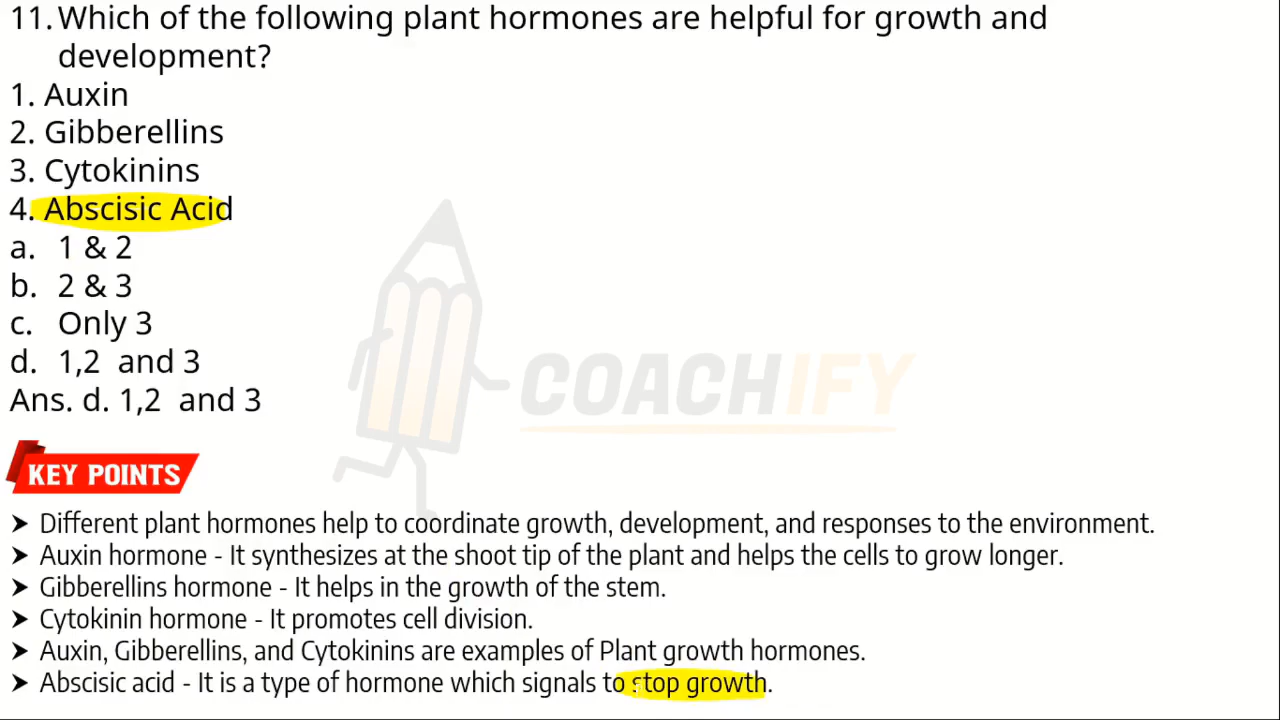 11. Which of the following plant hormones are helpful for growth and
development?
1. Auxin
2. Gibberellins
3. Cytokinins
4. Abscisic Acid
a. 1 & 2
b. 2 & 3
c. Only 3
d. 1,2 and 3
COACHIFY
Ans. d. 1,2 and 3
KEY POINTS
➤ Different plant hormones help to coordinate growth, development, and responses to the environment.
➤ Auxin hormone - It synthesizes at the shoot tip of the plant and helps the cells to grow longer.
➤ Gibberellins hormone - It helps in the growth of the stem.
➤ Cytokinin hormone - It promotes cell division.
➤ Auxin, Gibberellins, and Cytokinins are examples of Plant growth hormones.
➤ Abscisic acid - It is a type of hormone which signals to stop growth.